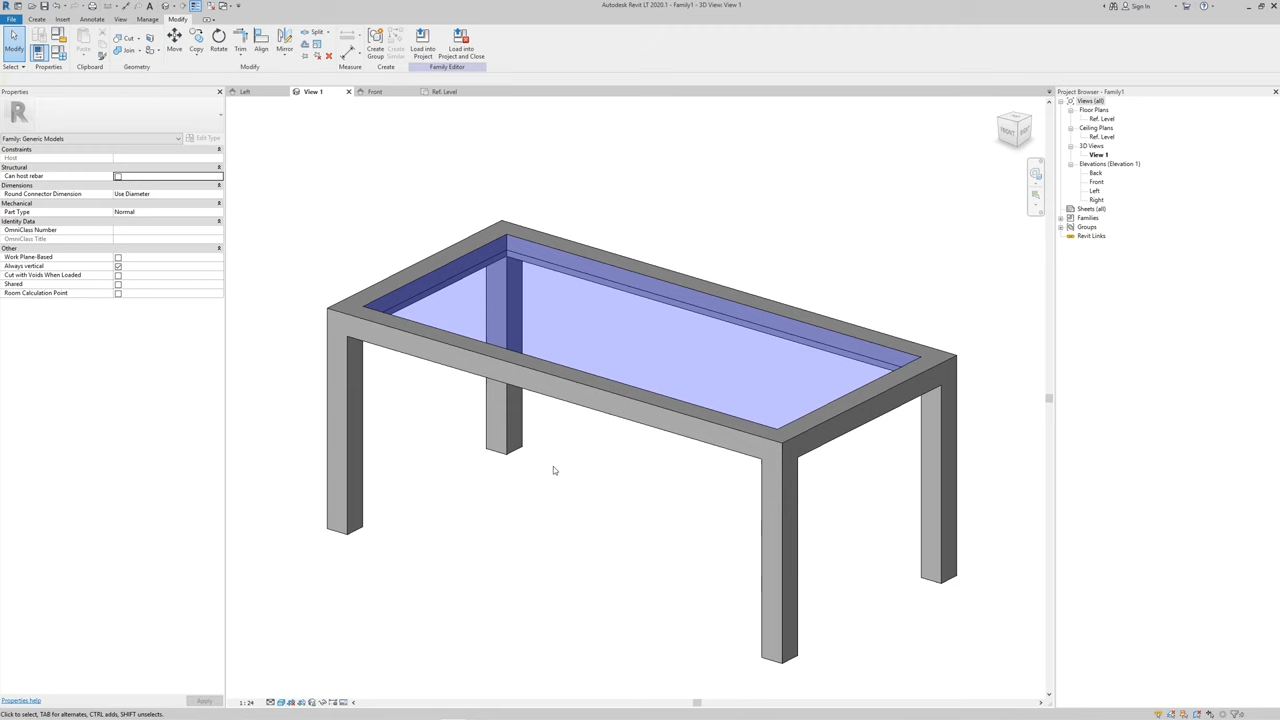 Autodesk Revit LT 2020.1 - Family1 - 3D View: View 1
Sign In
File Create Insert Annotate View Manage Modify
Modify
Select
Properties
Paste
Clipboard
Cut
Join
Geometry
Move
Copy
Rotate
Trim
Align
Mirror
Split
Modify
Measure
Create Group
Create Similar
Create
Load into Project
Load into Project and Close
Family Editor
Properties
Family: Generic Models
Edit Type
Constraints
Host
Structural
Can host rebar
Dimensions
Round Connector Dimension Use Diameter
Mechanical
Part Type Normal
Identity Data
OmniClass Number
OmniClass Title
Other
Work Plane-Based
Always vertical
Cut with Voids When Loaded
Shared
Room Calculation Point
Properties help
Apply
Left View 1 Front Ref. Level
FRONT
1 : 24
Project Browser - Family1
Views (all)
Floor Plans
Ref. Level
Ceiling Plans
Ref. Level
3D Views
View 1
Elevations (Elevation 1)
Back
Front
Left
Right
Sheets (all)
Families
Groups
Revit Links
Click to select, TAB for alternates, CTRL adds, SHIFT unselects.
:0